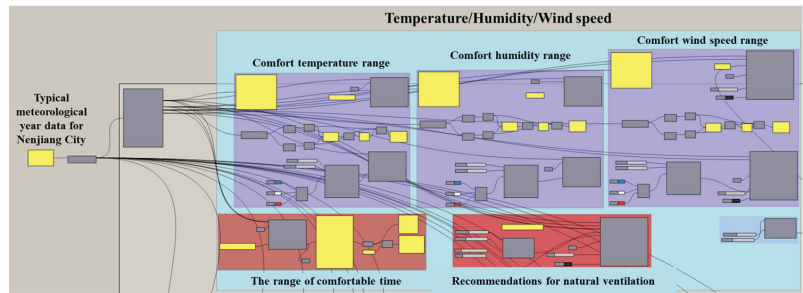 Temperature/Humidity/Wind speed
Comfort temperature range
Comfort humidity range
Comfort wind speed range
Typical
meteorological
year data for
Nenjiang City
The range of comfortable time
Recommendations for natural ventilation